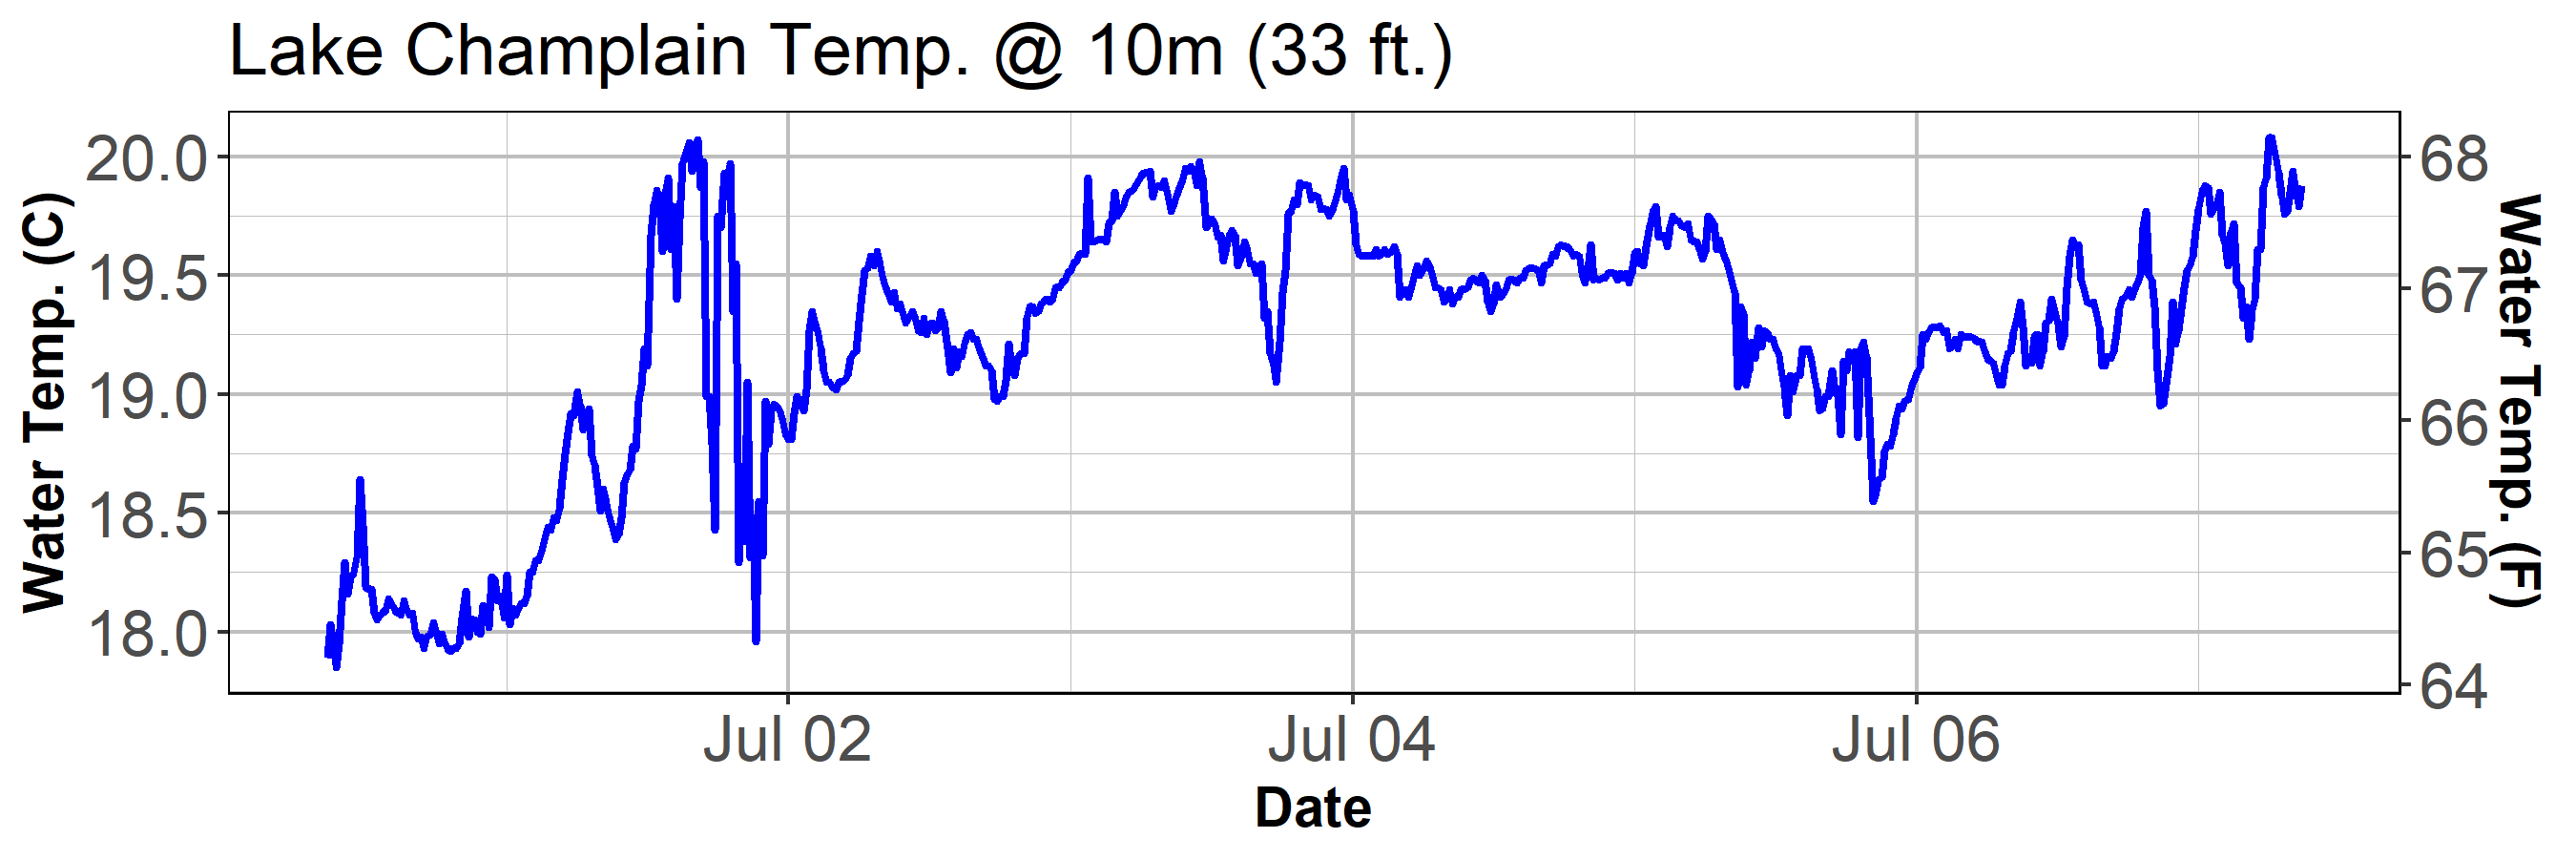 Lake Champlain Temp. @ 10m (33 ft.)
Water Temp. (C)
20.0
19.5
19.0
18.5
18.0
68
67
66
65
64
Water Temp. (F)
Jul 02 Jul 04 Jul 06
Date